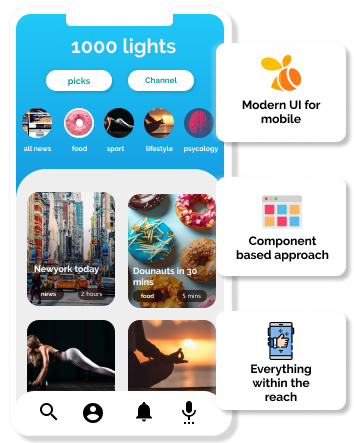 1000 lights
picks
Channel
all news
food
sport
lifestyle
psycology
Newyork today
news
2 hours
Dounauts in 30
mins
food
5 mins
Modern UI for
mobile
Component
based approach
Everything
within the
reach